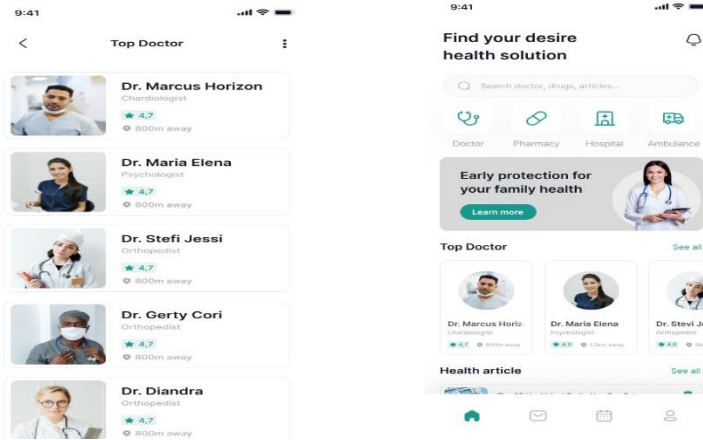 9:41
Top Doctor
Dr. Marcus Horizon
Chardiologist
4,7
800m away
Dr. Maria Elena
Psychologist
4,7
800m away
Dr. Stefi Jessi
Orthopedist
4,7
800m away
Dr. Gerty Cori
Orthopedist
4,7
800m away
Dr. Diandra
Orthopedist
4,7
800m away
9:41
Find your desire
health solution
Search doctor, drugs, articles...
Doctor Pharmacy Hospital Ambulance
Early protection for
your family health
Learn more
Top Doctor See all
Dr. Marcus Horiz Dr. Maria Elena Dr. Stevi J
Chardiologist Psychologist Orthopedist
4,7 800m away 4,9 1,5km away 4,8
Health article See all